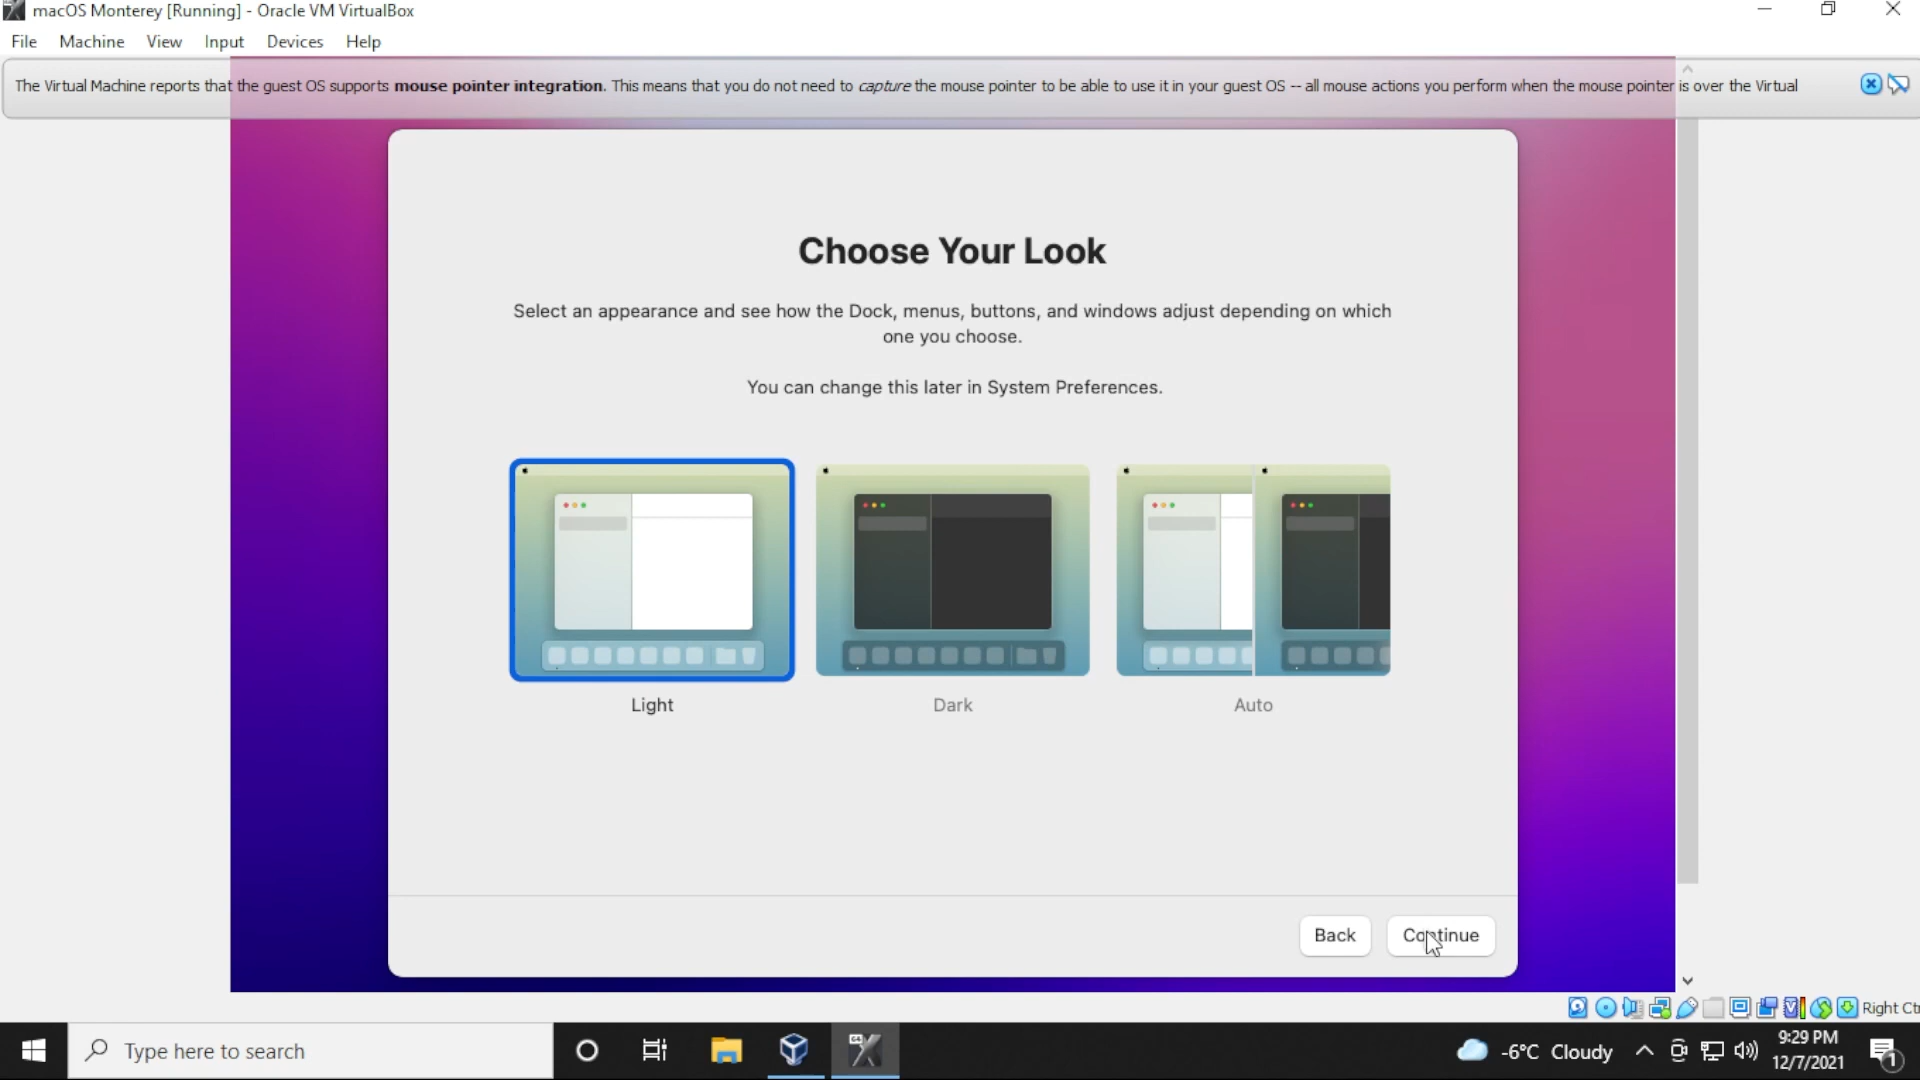 macOS Monterey [Running] - Oracle VM VirtualBox
File Machine View Input Devices Help
The Virtual Machine reports that the guest OS supports mouse pointer integration. This means that you do not need to capture the mouse pointer to be able to use it in your guest OS -- all mouse actions you perform when the mouse pointer is over the Virtual
Choose Your Look
Select an appearance and see how the Dock, menus, buttons, and windows adjust depending on which
one you choose.
You can change this later in System Preferences.
Light Dark Auto
Back Continue
Right Ct
Type here to search
-6°C Cloudy
9:29 PM
12/7/2021
1